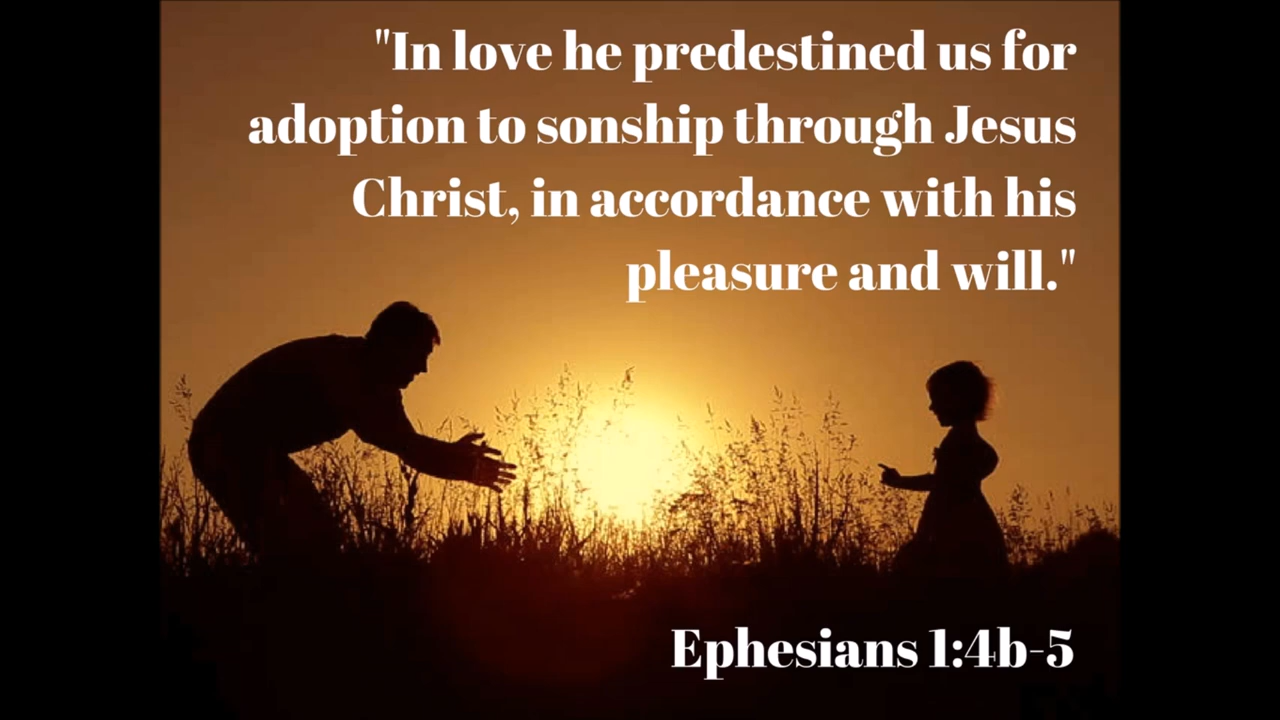 "In love he predestined us for
adoption to sonship through Jesus
Christ, in accordance with his
pleasure and will."
Ephesians 1:4b-5